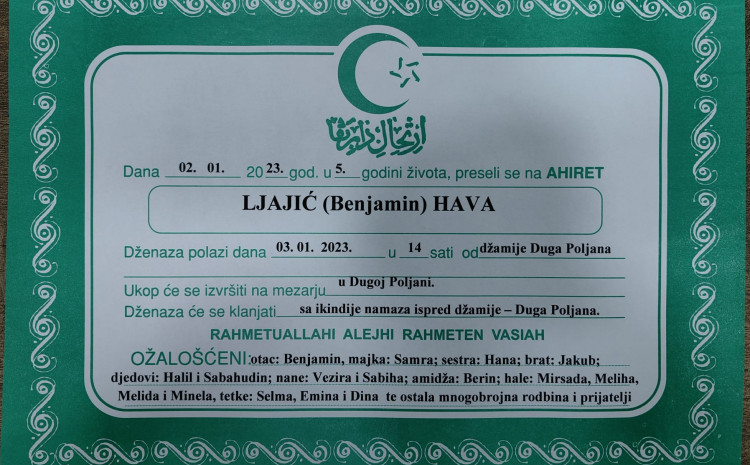 Dana 02. 01. 2023. god. u 5. godini života, preseli se na AHIRET
LJAJIĆ (Benjamin) HAVA
Dženaza polazi dana 03. 01. 2023. u 14 sati od džamije Duga Poljana
Ukop će se izvršiti na mezarju u Dugoj Poljani.
Dženaza će se klanjati sa ikindije namaza ispred džamije – Duga Poljana.
RAHMETUALLAHI ALEJHI RAHMETEN VASIAH
OŽALOŠĆENI: otac: Benjamin, majka: Samra; sestra: Hana; brat: Jakub;
djedovi: Halil i Sabahudin; nane: Vezira i Sabiha; amidža: Berin; hale: Mirsada, Meliha,
Melida i Minela, tetke: Selma, Emina i Dina te ostala mnogobrojna rodbina i prijatelji